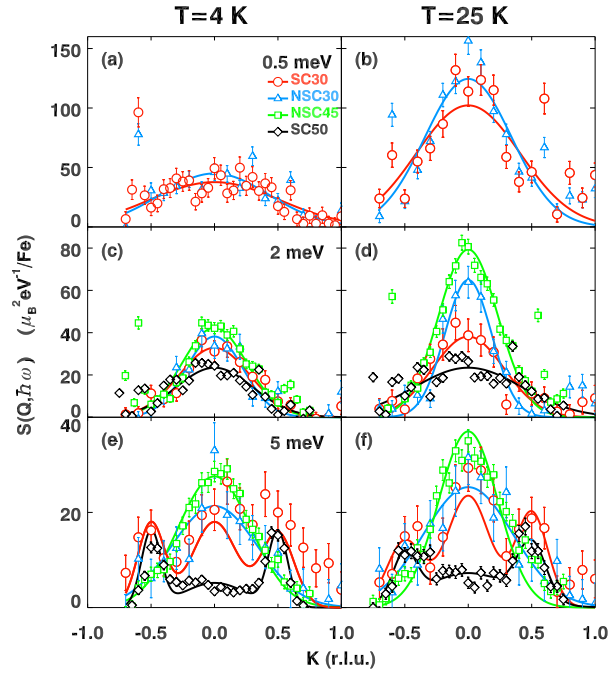 T=4 K
T=25 K
S(Q,ħω) (μB²eV⁻¹/Fe)
150
100
50
0
(a)
0.5 meV
SC30
NSC30
NSC45
SC50
(b)
80
60
40
20
0
(c)
2 meV
(d)
40
20
0
(e)
5 meV
(f)
-1.0
-0.5
0.0
0.5
1.0
-0.5
0.0
0.5
1.0
K (r.l.u.)
K (r.l.u.)